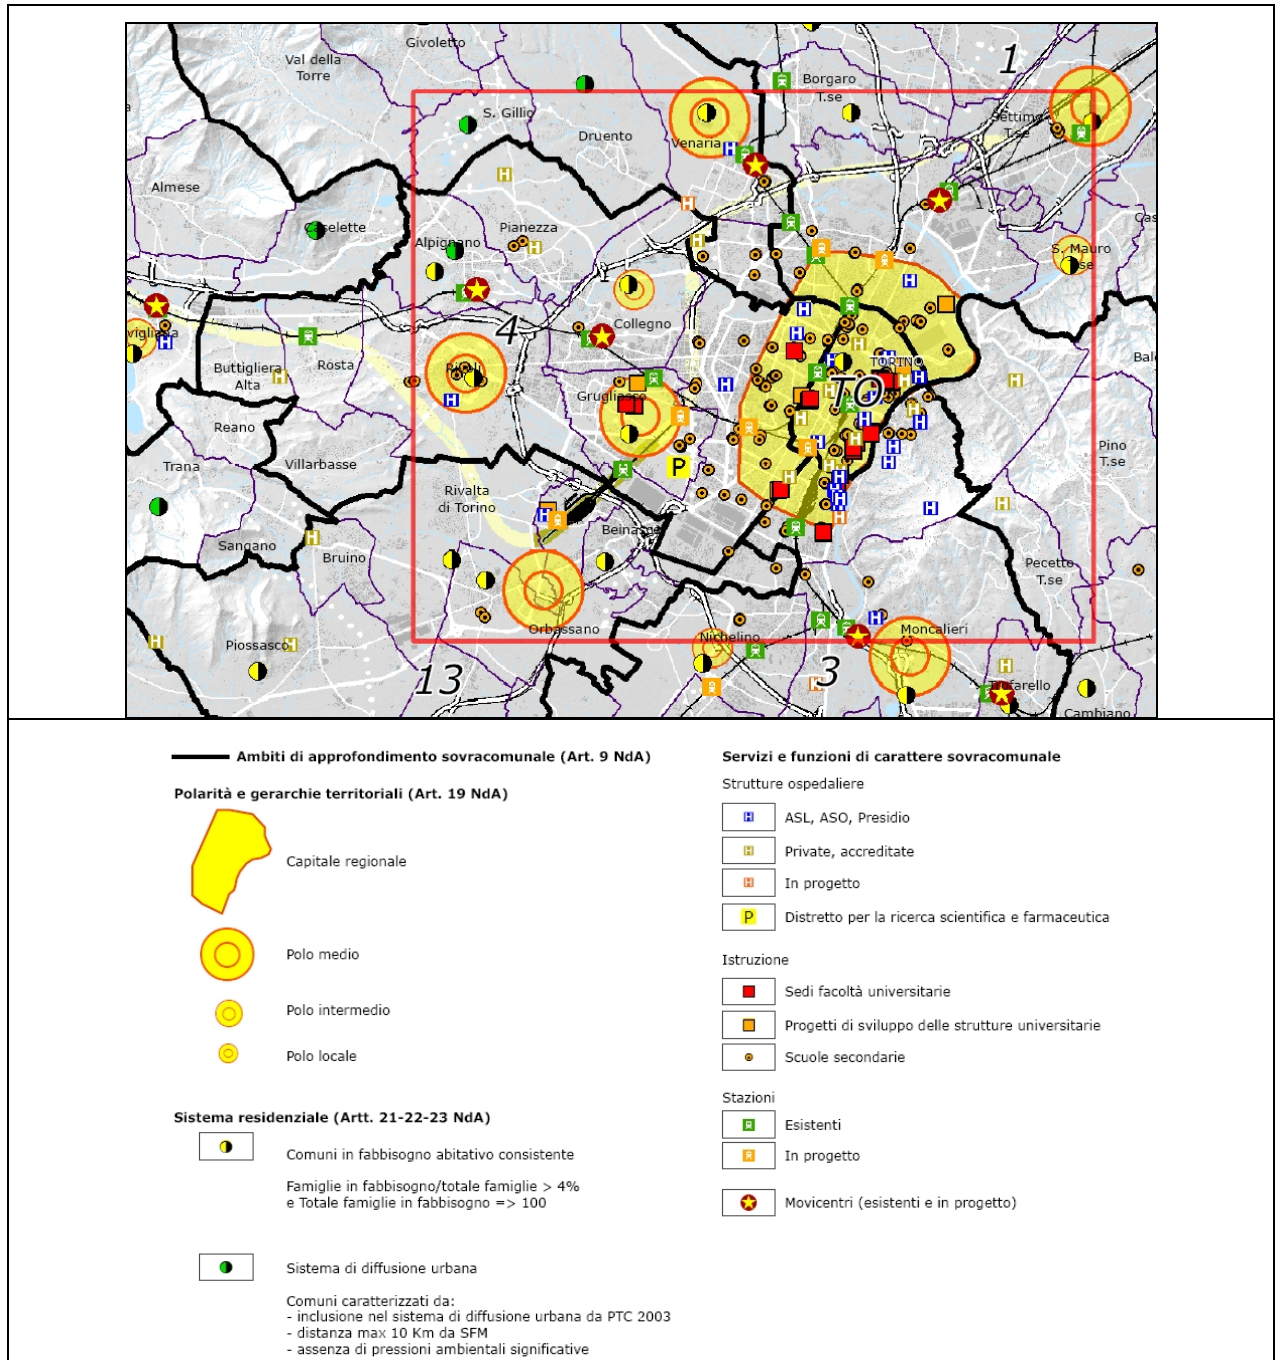 Givoletto
Val della
Torre
1
Borgaro
T.se
S. Gillio
Druento
Settimo
T.se
Venaria
Almese
Caselette
Pianezza
Alpignano
S. Mauro
Collegno
4
Buttigliera
Alta
Rosta
Rivoli
Grugliasco
TORINO
TO
Reano
Trana
Villarbasse
P
Pino
T.se
Rivalta
di Torino
Sangano
Bruino
Beinasco
Pecetto
T.se
Piossasco
Orbassano
Nichelino
Moncalieri
13
3
Cambiano
Ambiti di approfondimento sovracomunale (Art. 9 NdA)
Polarità e gerarchie territoriali (Art. 19 NdA)
Capitale regionale
Polo medio
Polo intermedio
Polo locale
Sistema residenziale (Artt. 21-22-23 NdA)
Comuni in fabbisogno abitativo consistente
Famiglie in fabbisogno/totale famiglie > 4%
e Totale famiglie in fabbisogno => 100
Sistema di diffusione urbana
Comuni caratterizzati da:
- inclusione nel sistema di diffusione urbana da PTC 2003
- distanza max 10 Km da SFM
- assenza di pressioni ambientali significative
Servizi e funzioni di carattere sovracomunale
Strutture ospedaliere
H ASL, ASO, Presidio
H Private, accreditate
H In progetto
P Distretto per la ricerca scientifica e farmaceutica
Istruzione
Sedi facoltà universitarie
Progetti di sviluppo delle strutture universitarie
Scuole secondarie
Stazioni
Esistenti
In progetto
Movicentri (esistenti e in progetto)